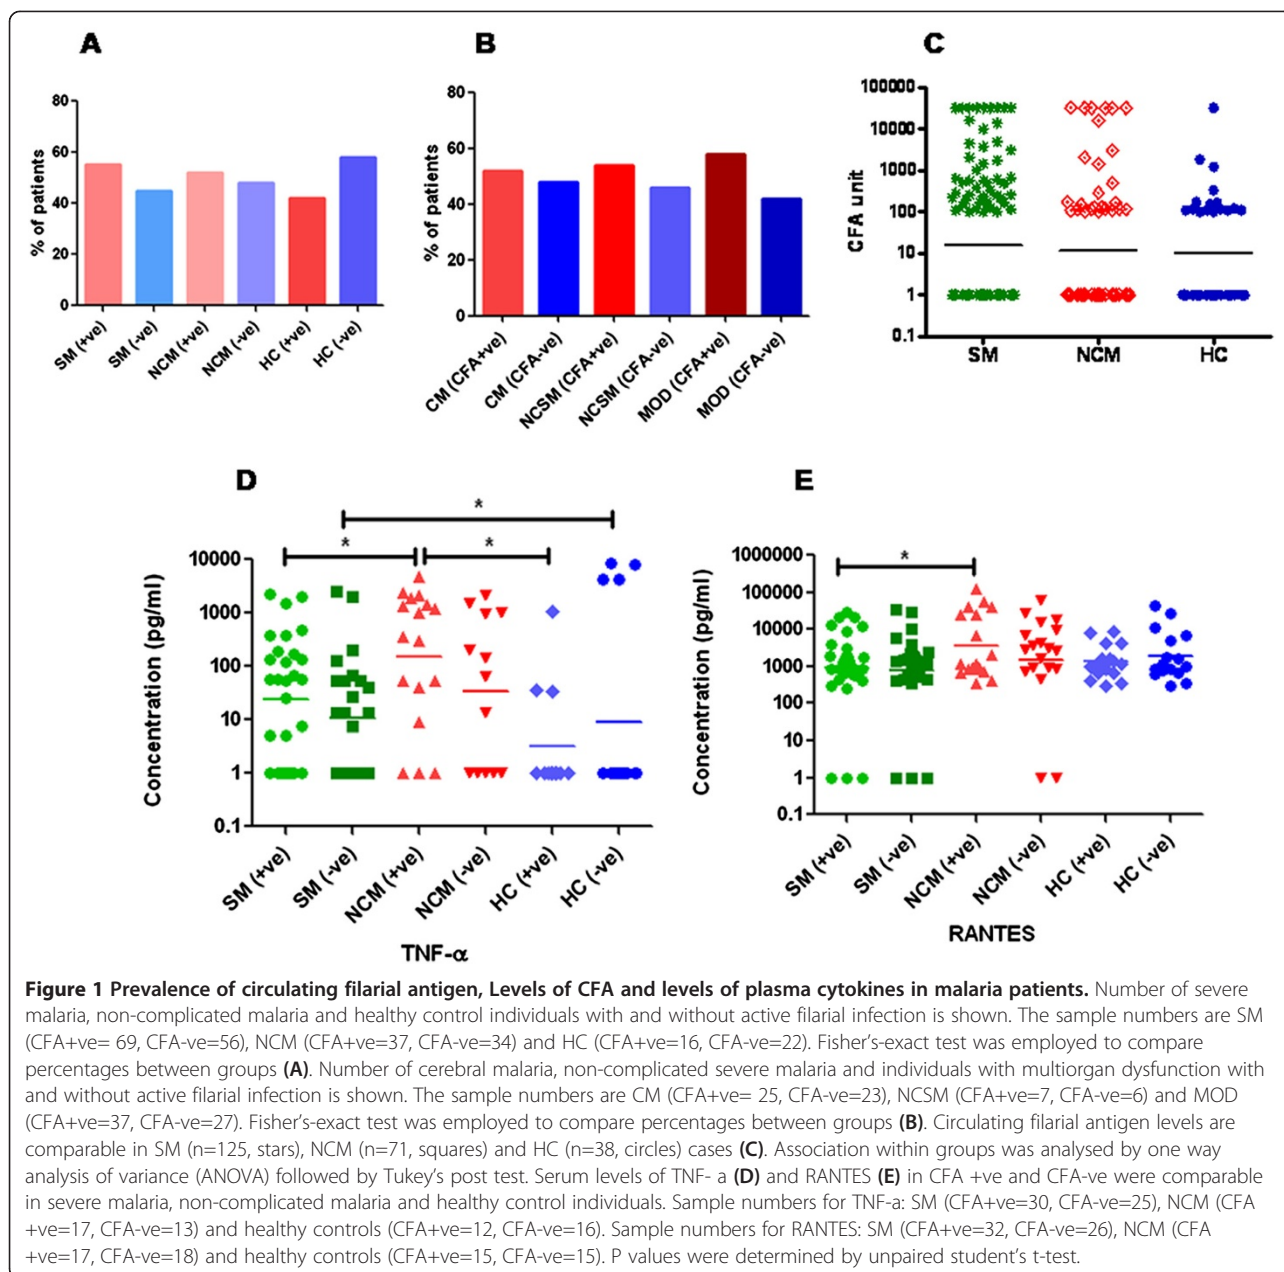 A
% of patients
80
60
40
20
0
SM (+ve)
SM (-ve)
NCM (+ve)
NCM (-ve)
HC (+ve)
HC (-ve)
B
% of patients
80
60
40
20
0
CM (CFA+ve)
CM (CFA-ve)
NCSM (CFA+ve)
NCSM (CFA-ve)
MOD (CFA+ve)
MOD (CFA-ve)
C
CFA unit
100000
10000
1000
100
10
1
0.1
SM
NCM
HC
D
*
*
*
Concentration (pg/ml)
10000
1000
100
10
1
0.1
SM (+ve)
SM (-ve)
NCM (+ve)
NCM (-ve)
HC (+ve)
HC (-ve)
TNF-α
E
*
Concentration (pg/ml)
1000000
100000
10000
1000
100
10
1
0.1
SM (+ve)
SM (-ve)
NCM (+ve)
NCM (-ve)
HC (+ve)
HC (-ve)
RANTES
Figure 1 Prevalence of circulating filarial antigen, Levels of CFA and levels of plasma cytokines in malaria patients. Number of severe
malaria, non-complicated malaria and healthy control individuals with and without active filarial infection is shown. The sample numbers are SM
(CFA+ve= 69, CFA-ve=56), NCM (CFA+ve=37, CFA-ve=34) and HC (CFA+ve=16, CFA-ve=22). Fisher's-exact test was employed to compare
percentages between groups (A). Number of cerebral malaria, non-complicated severe malaria and individuals with multiorgan dysfunction with
and without active filarial infection is shown. The sample numbers are CM (CFA+ve= 25, CFA-ve=23), NCSM (CFA+ve=7, CFA-ve=6) and MOD
(CFA+ve=37, CFA-ve=27). Fisher's-exact test was employed to compare percentages between groups (B). Circulating filarial antigen levels are
comparable in SM (n=125, stars), NCM (n=71, squares) and HC (n=38, circles) cases (C). Association within groups was analysed by one way
analysis of variance (ANOVA) followed by Tukey's post test. Serum levels of TNF- a (D) and RANTES (E) in CFA +ve and CFA-ve were comparable
in severe malaria, non-complicated malaria and healthy control individuals. Sample numbers for TNF-a: SM (CFA+ve=30, CFA-ve=25), NCM (CFA
+ve=17, CFA-ve=13) and healthy controls (CFA+ve=12, CFA-ve=16). Sample numbers for RANTES: SM (CFA+ve=32, CFA-ve=26), NCM (CFA
+ve=17, CFA-ve=18) and healthy controls (CFA+ve=15, CFA-ve=15). P values were determined by unpaired student's t-test.